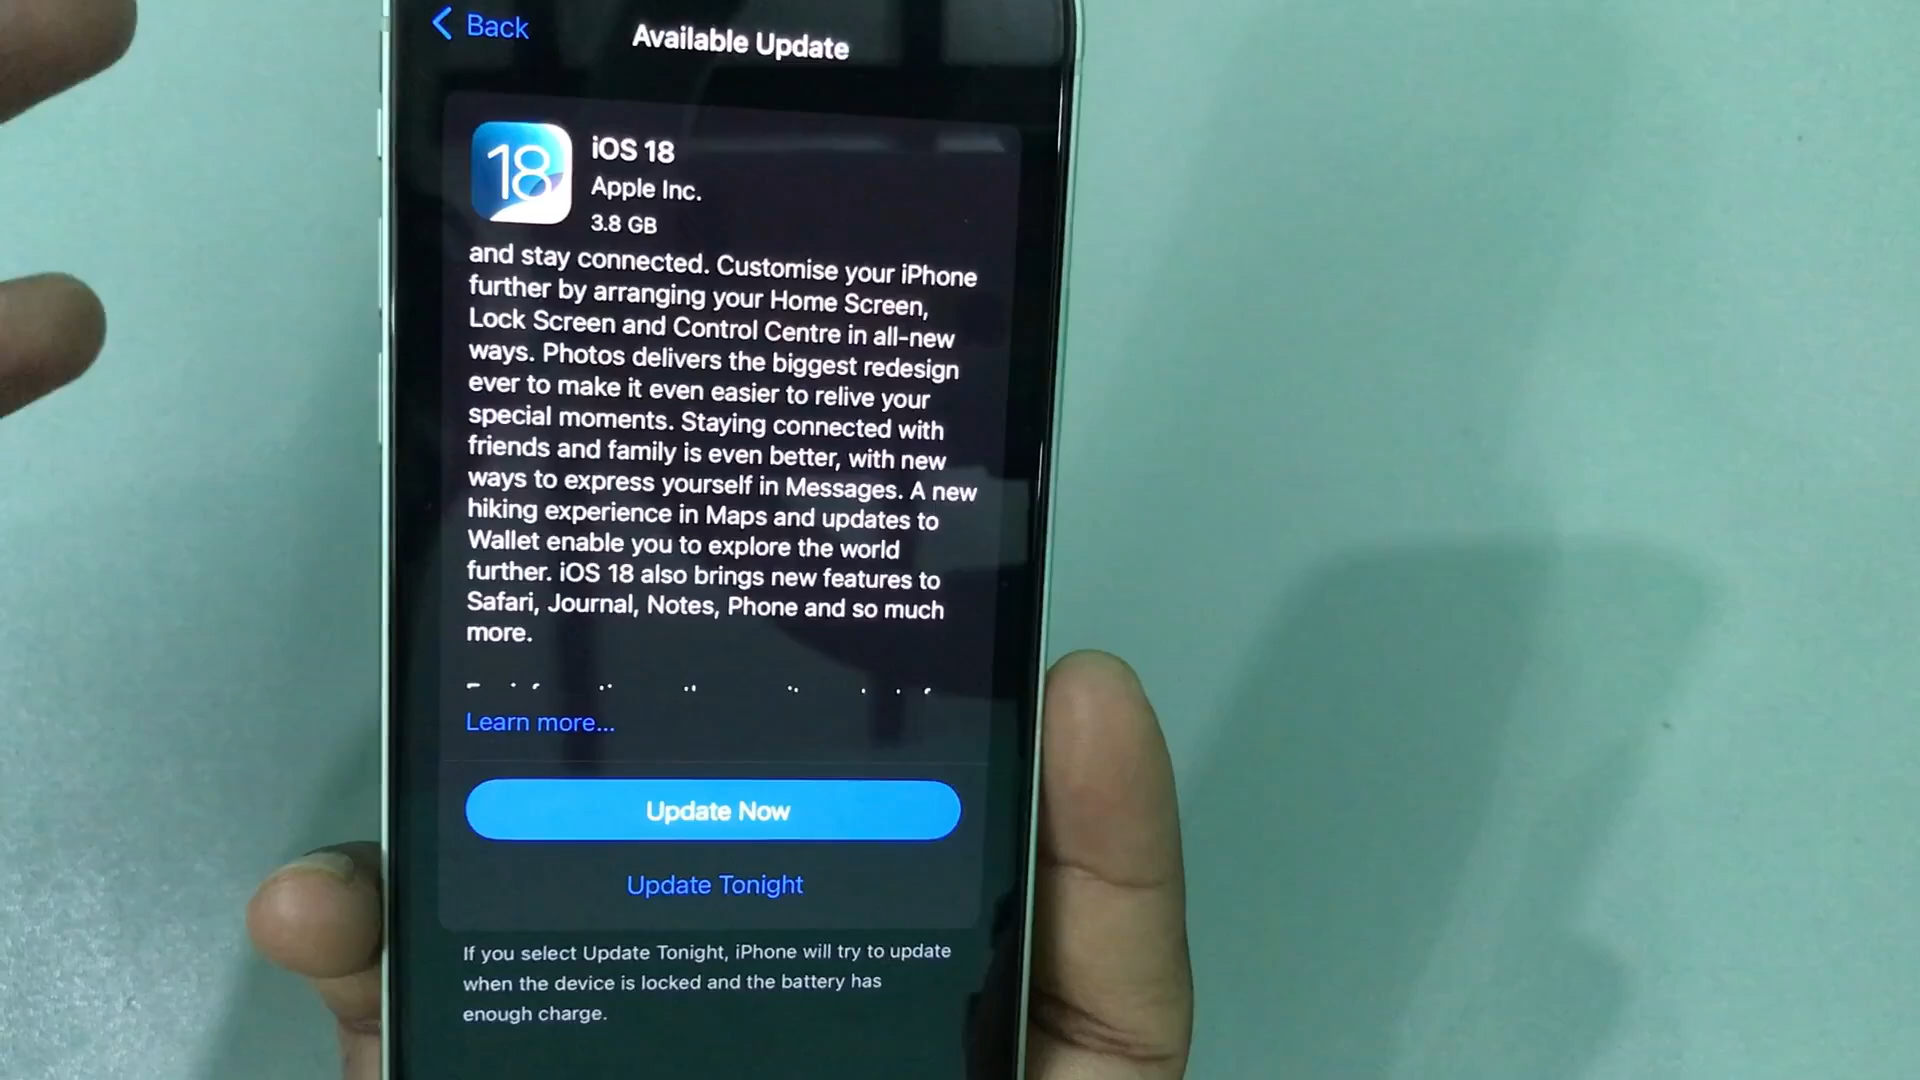 Back
Available Update
18
iOS 18
Apple Inc.
3.8 GB
and stay connected. Customise your iPhone
further by arranging your Home Screen,
Lock Screen and Control Centre in all-new
ways. Photos delivers the biggest redesign
ever to make it even easier to relive your
special moments. Staying connected with
friends and family is even better, with new
ways to express yourself in Messages. A new
hiking experience in Maps and updates to
Wallet enable you to explore the world
further. iOS 18 also brings new features to
Safari, Journal, Notes, Phone and so much
more.
Learn more...
Update Now
Update Tonight
If you select Update Tonight, iPhone will try to update
when the device is locked and the battery has
enough charge.